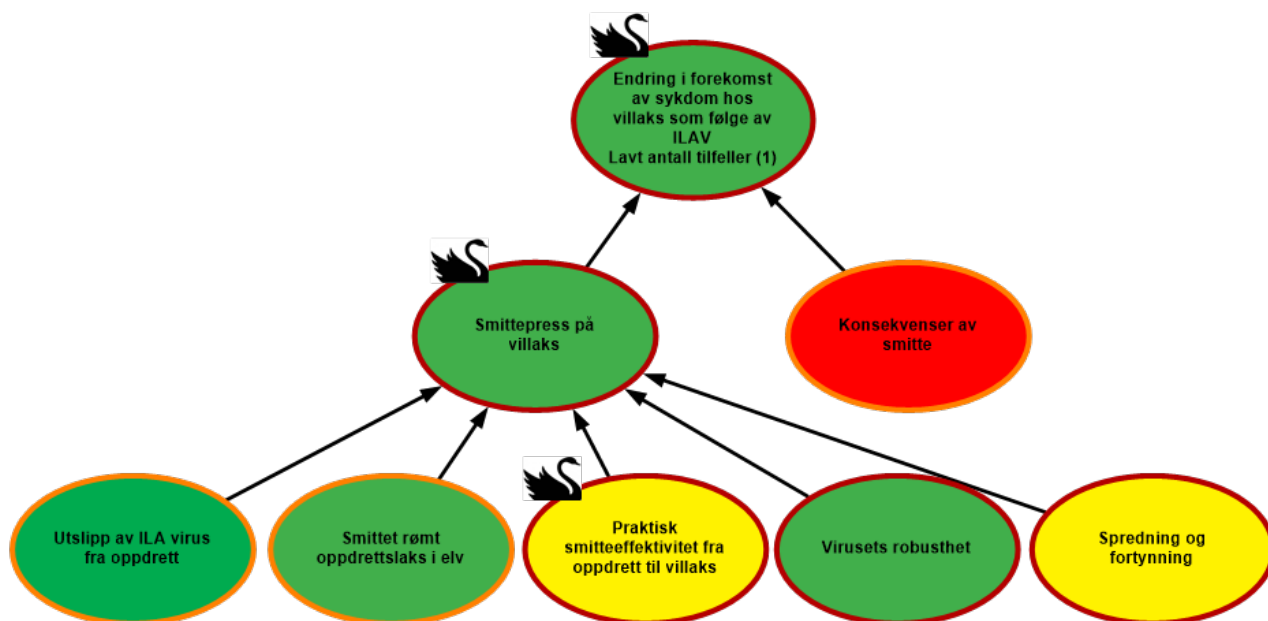 Endring i forekomst
av sykdom hos
villaks som følge av
ILAV
Lavt antall tilfeller (1)
Smittepress på
villaks
Konsekvenser av
smitte
Utslipp av ILA virus
fra oppdrett
Smittet rømt
oppdrettslaks i elv
Praktisk
smitteeffektivitet fra
oppdrett til villaks
Virusets robusthet
Spredning og
fortynning